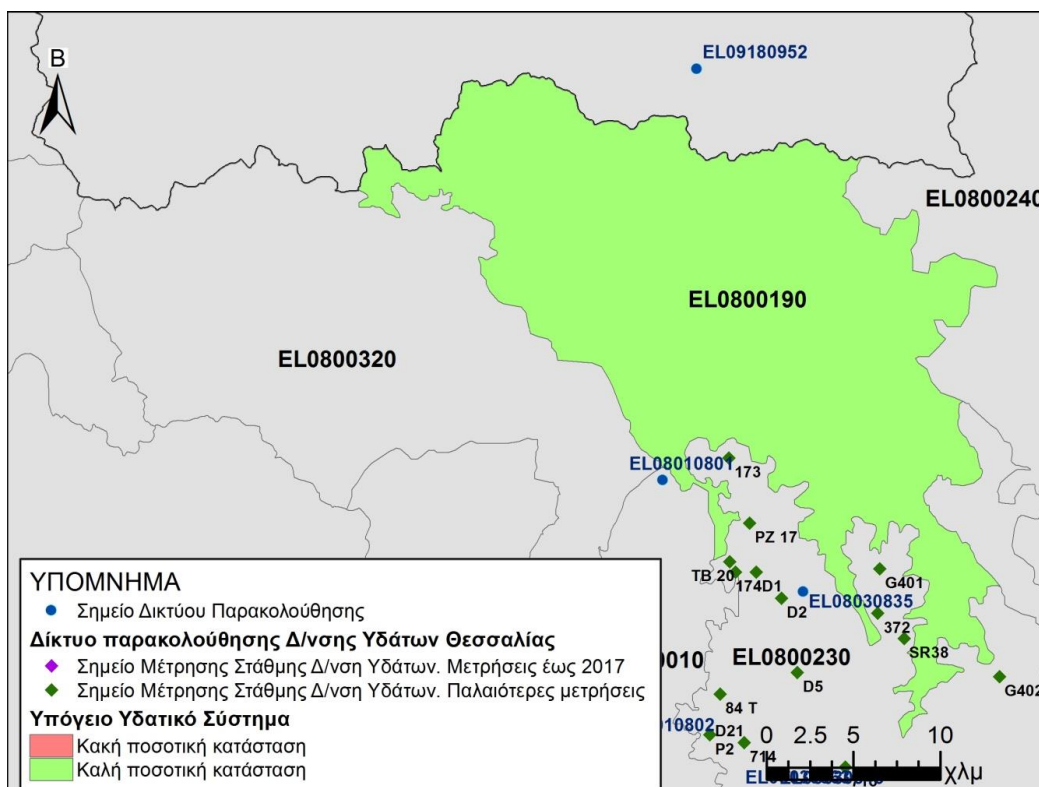 B
EL09180952
EL0800240
EL0800190
EL0800320
EL08010801
173
PZ 17
TB 20
174D1
G401
EL08030835
D2
372
SR38
0010
EL0800230
D5
G402
84 T
010802
D21
P2
714
0 2.5 5 10
χλμ
ΥΠΟΜΝΗΜΑ
Σημείο Δικτύου Παρακολούθησης
Δίκτυο παρακολούθησης Δ/νσης Υδάτων Θεσσαλίας
Σημείο Μέτρησης Στάθμης Δ/νση Υδάτων. Μετρήσεις έως 2017
Σημείο Μέτρησης Στάθμης Δ/νση Υδάτων. Παλαιότερες μετρήσεις
Υπόγειο Υδατικό Σύστημα
Κακή ποσοτική κατάσταση
Καλή ποσοτική κατάσταση